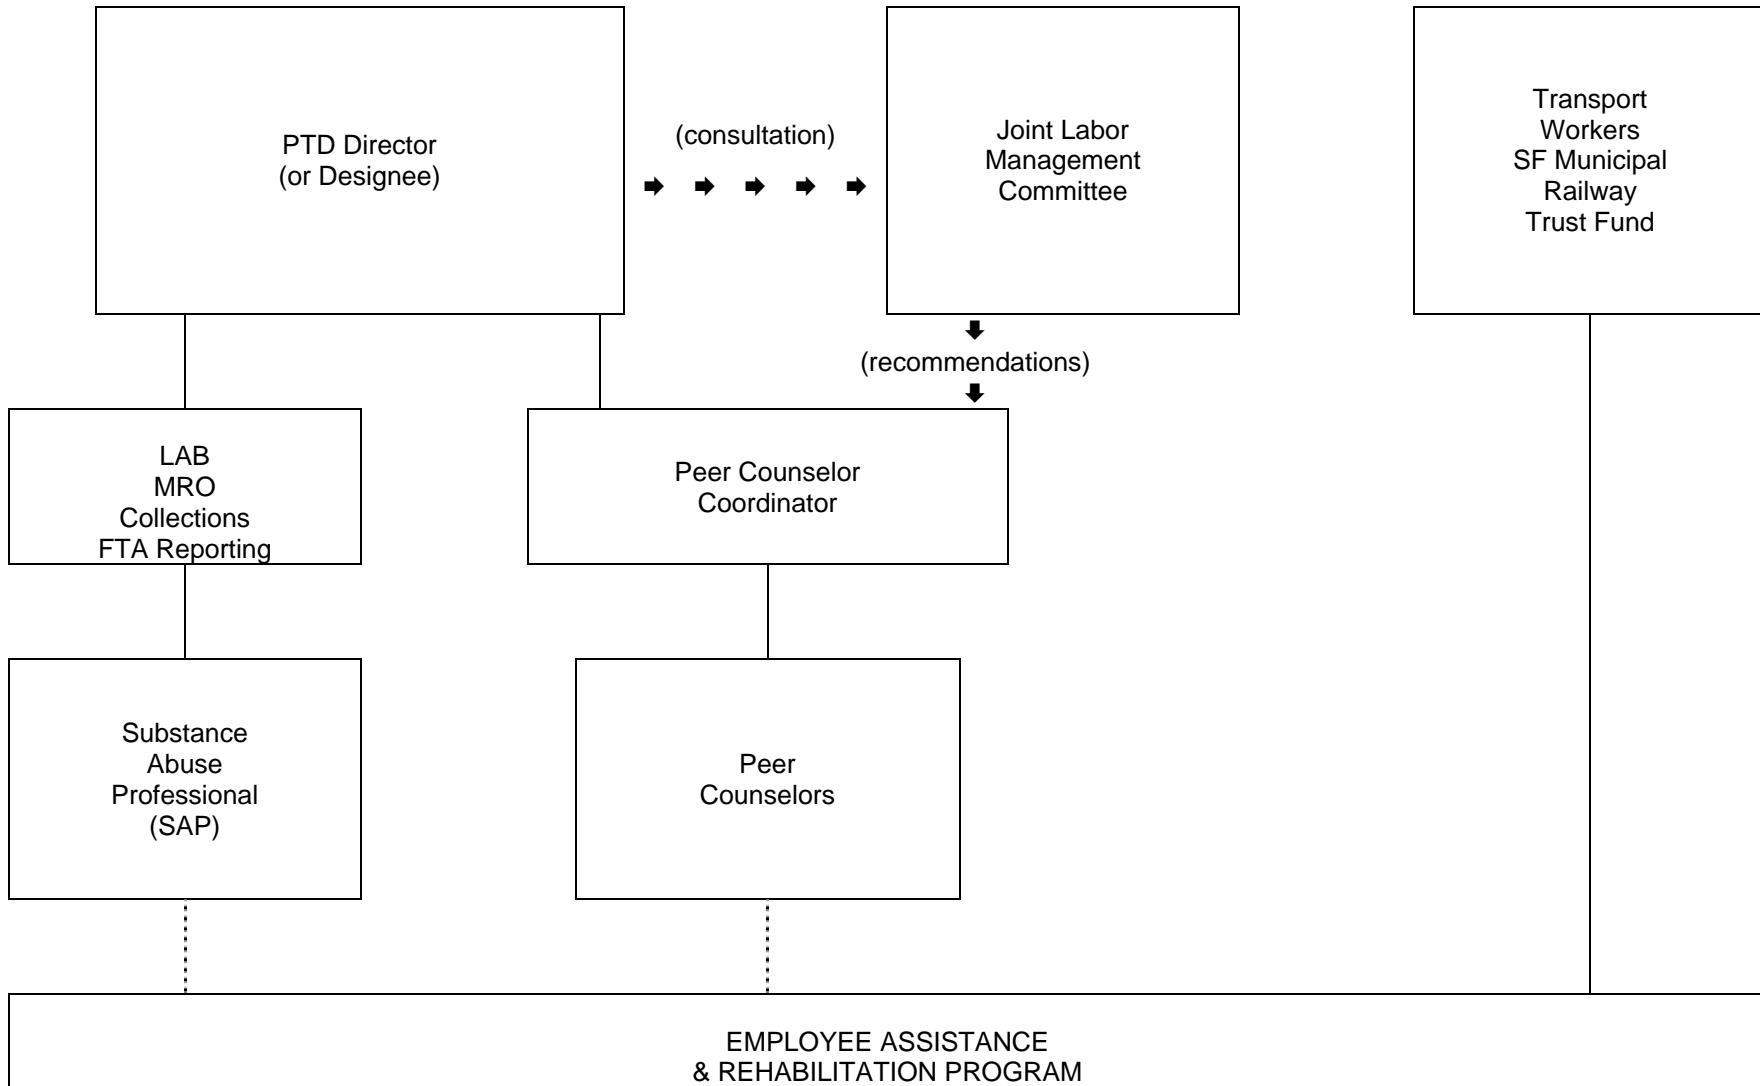 PTD Director
(or Designee)
(consultation)
Joint Labor
Management
Committee
Transport
Workers
SF Municipal
Railway
Trust Fund
(recommendations)
LAB
MRO
Collections
FTA Reporting
Peer Counselor
Coordinator
Substance
Abuse
Professional
(SAP)
Peer
Counselors
EMPLOYEE ASSISTANCE
& REHABILITATION PROGRAM